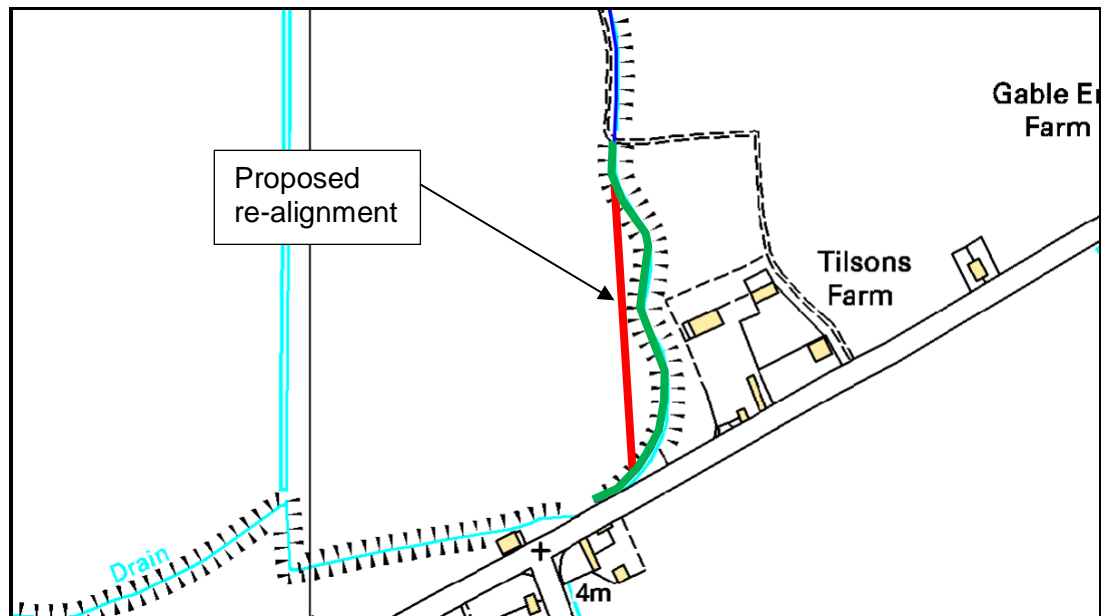 Gable
Farm
Proposed
re-alignment
Tilsons
Farm
Drain
4m